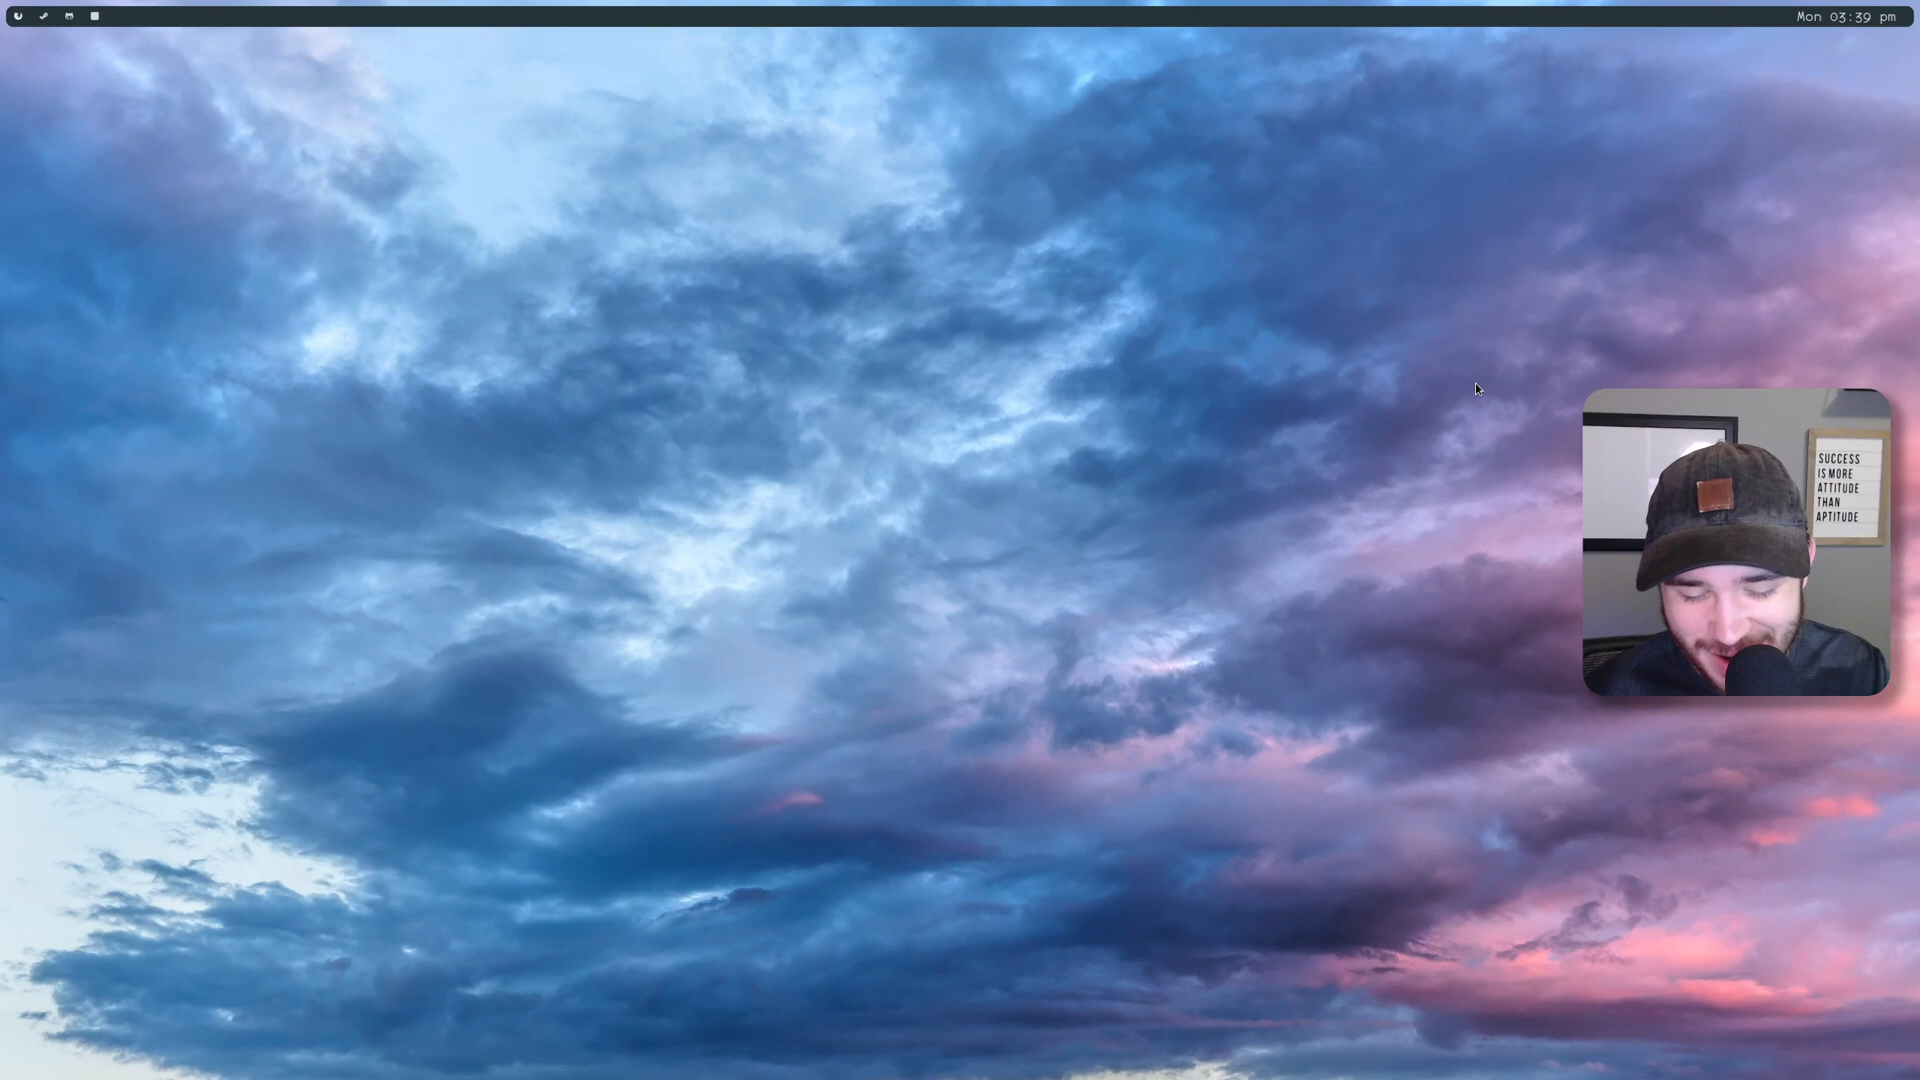 Mon 03:39 pm
SUCCESS
IS MORE
ATTITUDE
THAN
APTITUDE